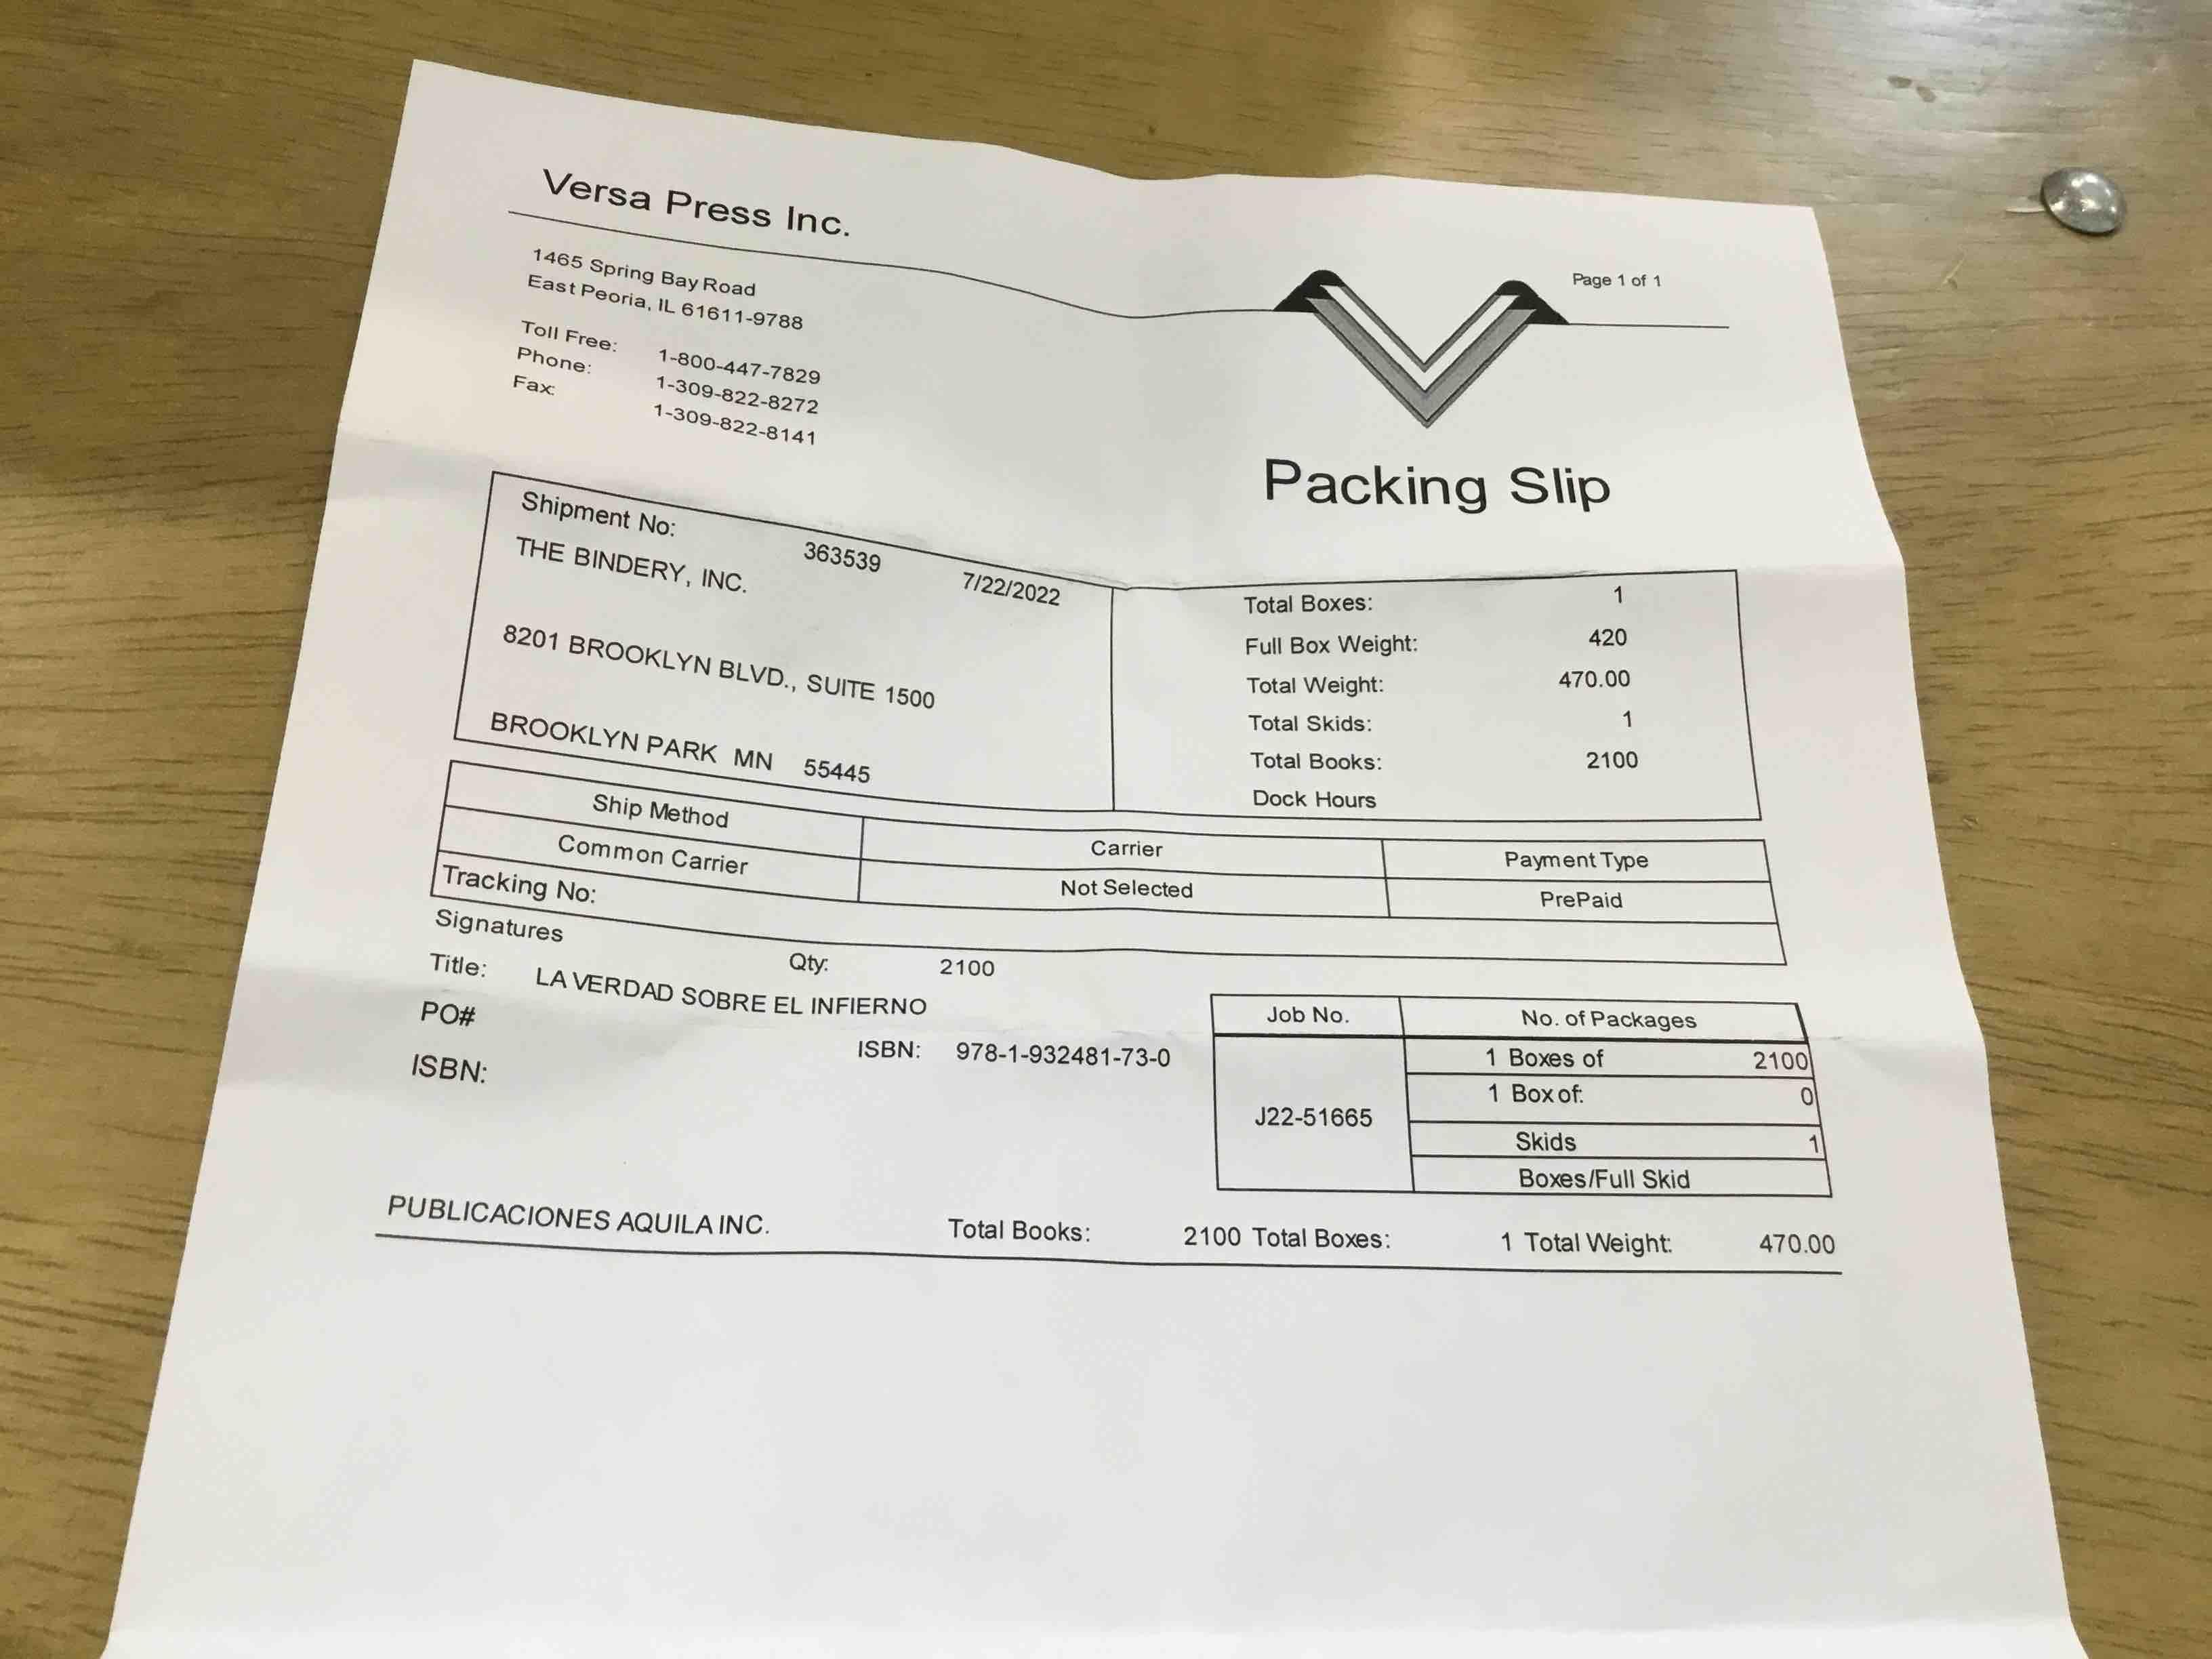 Versa Press Inc.
Page 1 of 1
1465 Spring Bay Road
East Peoria, IL 61611-9788
Toll Free: 1-800-447-7829
Phone: 1-309-822-8272
Fax: 1-309-822-8141
Packing Slip
Shipment No: 363539 7/22/2022
THE BINDERY, INC.
8201 BROOKLYN BLVD., SUITE 1500
BROOKLYN PARK MN 55445
Total Boxes: 1
Full Box Weight: 420
Total Weight: 470.00
Total Skids: 1
Total Books: 2100
Dock Hours
Ship Method Carrier Payment Type
Common Carrier Not Selected PrePaid
Tracking No:
Signatures Qty: 2100
Title: LA VERDAD SOBRE EL INFIERNO
PO# ISBN: 978-1-932481-73-0
ISBN:
Job No. No. of Packages
J22-51665
1 Boxes of 2100
1 Box of: 0
Skids 1
Boxes/Full Skid
PUBLICACIONES AQUILA INC. Total Books: 2100 Total Boxes: 1 Total Weight: 470.00